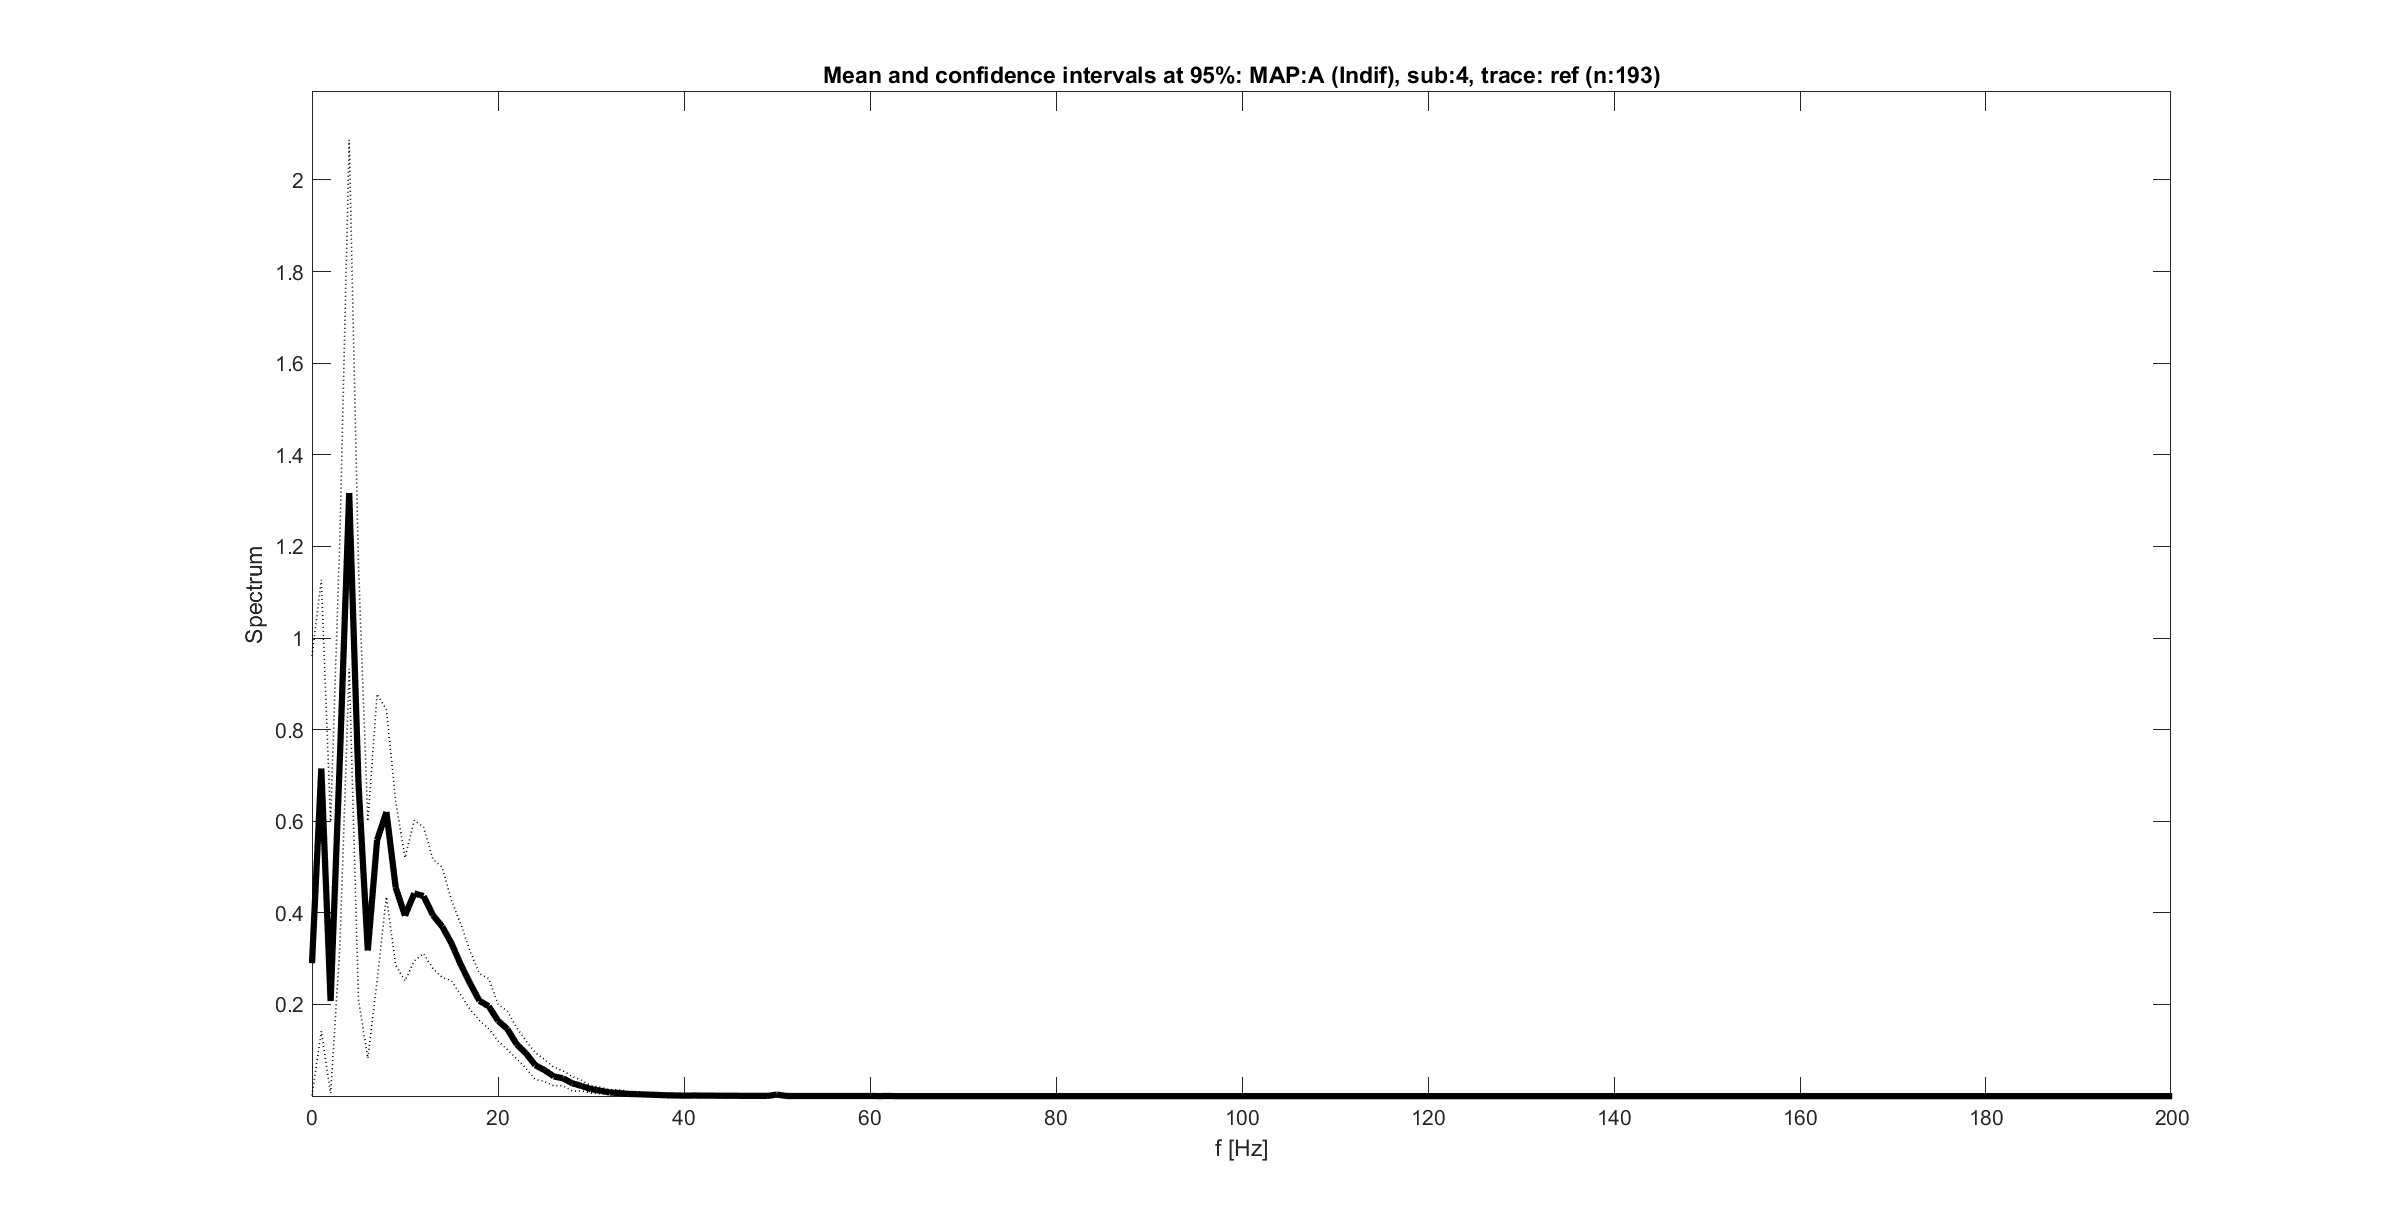 Mean and confidence intervals at 95%: MAP:A (Indif), sub:4, trace: ref (n:193)
2
1.8
1.6
1.4
1.2
1
0.8
0.6
0.4
0.2
Spectrum
0 20 40 60 80 100 120 140 160 180 200
f [Hz]